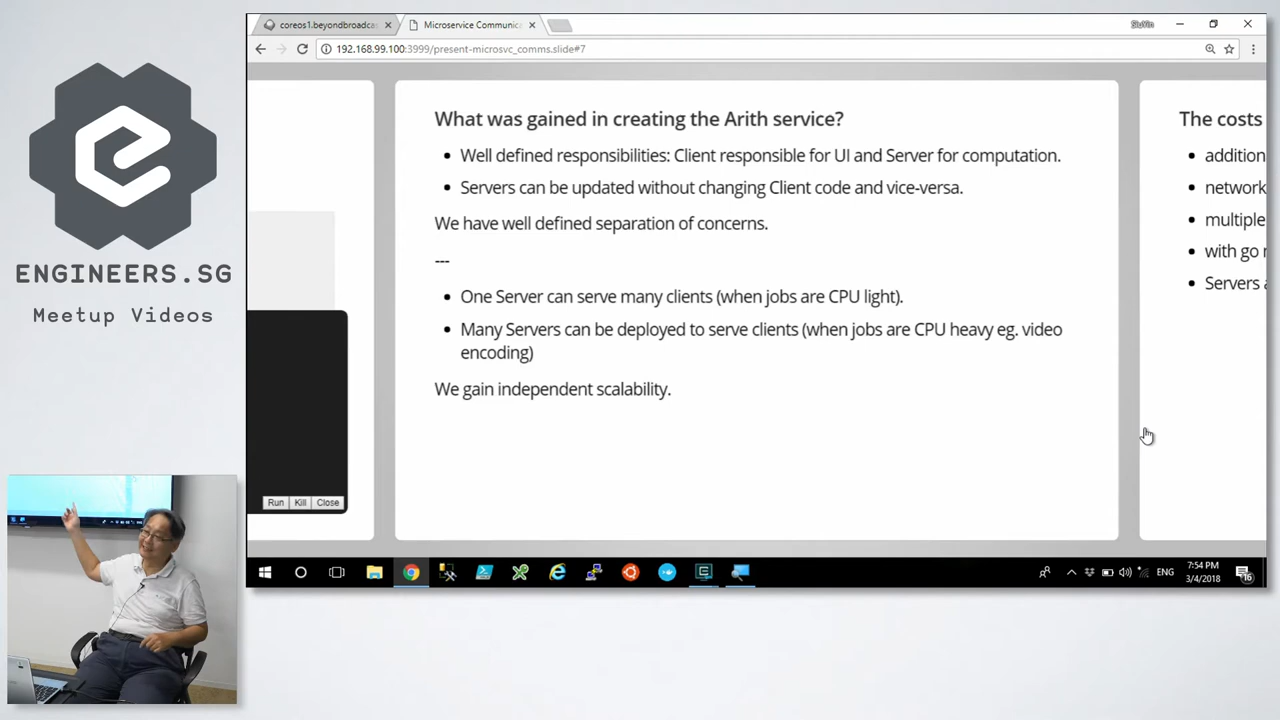 ENGINEERS.SG
Meetup Videos
coreos1.beyondbroadca
Microservice Communica
SiuYin
192.168.99.100:3999/present-microsvc_comms.slide#7
What was gained in creating the Arith service?
Well defined responsibilities: Client responsible for UI and Server for computation.
Servers can be updated without changing Client code and vice-versa.
We have well defined separation of concerns.
---
One Server can serve many clients (when jobs are CPU light).
Many Servers can be deployed to serve clients (when jobs are CPU heavy eg. video
encoding)
We gain independent scalability.
The costs
addition
network
multiple
with go r
Servers a
Run Kill Close
ENG
7:54 PM
3/4/2018
16